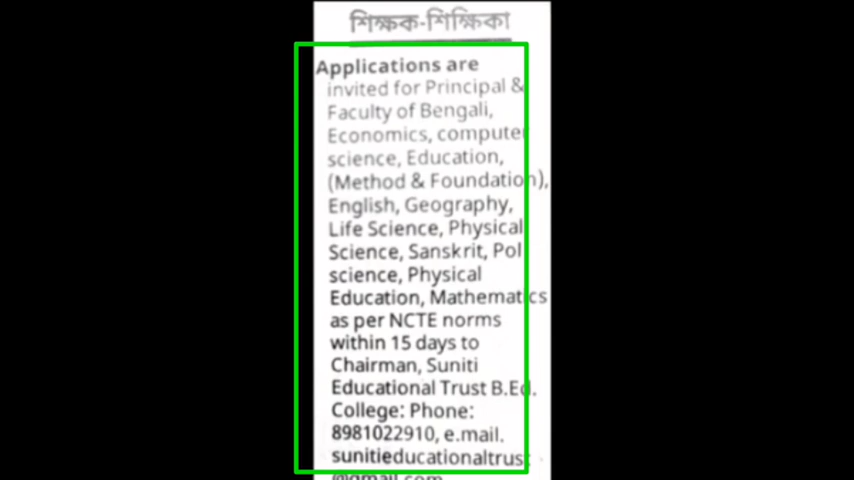 শিক্ষক-শিক্ষিকা
Applications are
invited for Principal &
Faculty of Bengali,
Economics, computer
science, Education,
(Method & Foundation),
English, Geography,
Life Science, Physical
Science, Sanskrit, Pol
science, Physical
Education, Mathematics
as per NCTE norms
within 15 days to
Chairman, Suniti
Educational Trust B.Ed.
College: Phone:
8981022910, e.mail.
sunitieducationaltrust
@gmail.com